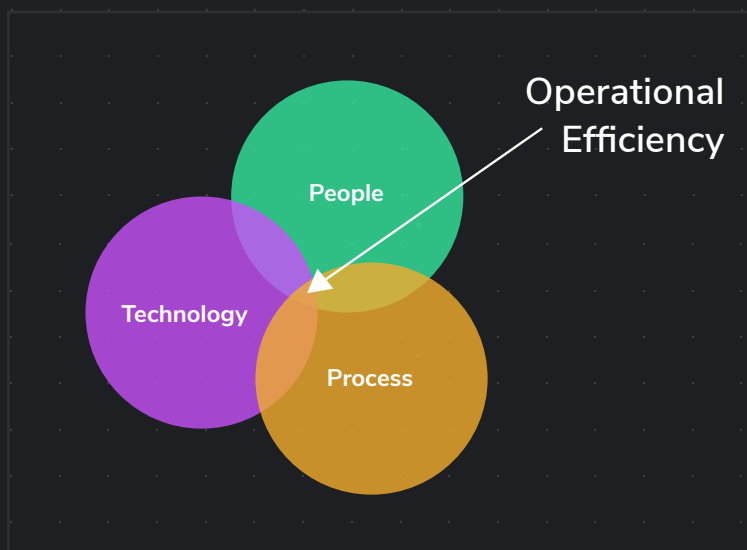 Operational
Efficiency
People
Technology
Process